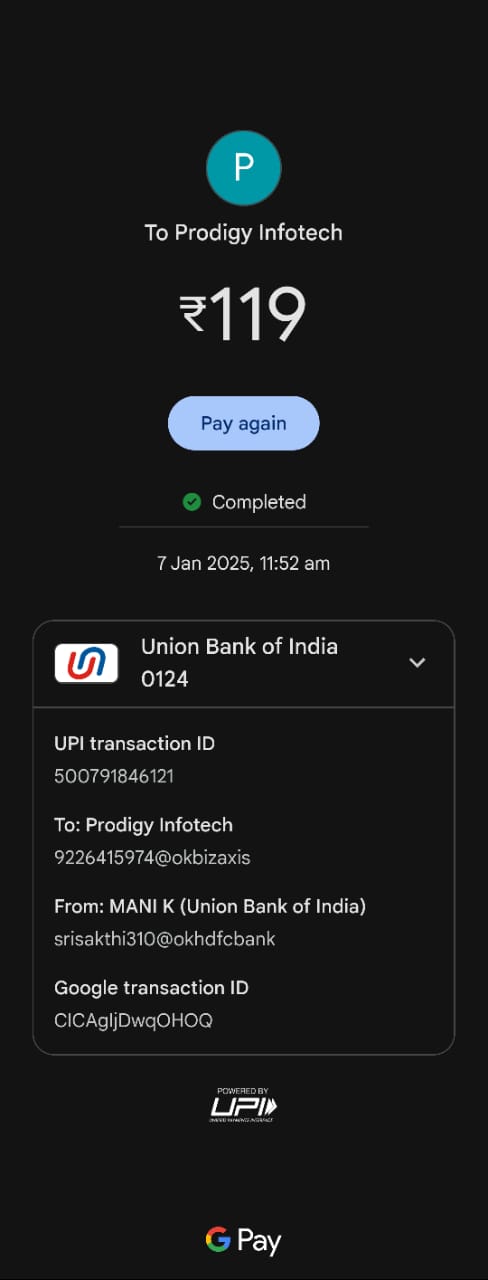 P
To Prodigy Infotech
₹119
Pay again
Completed
7 Jan 2025, 11:52 am
Union Bank of India
0124
UPI transaction ID
500791846121
To: Prodigy Infotech
9226415974@okbizaxis
From: MANI K (Union Bank of India)
srisakthi310@okhdfcbank
Google transaction ID
CICAgIjDwqOHOQ
POWERED BY
UPI
UNIFIED PAYMENTS INTERFACE
G Pay